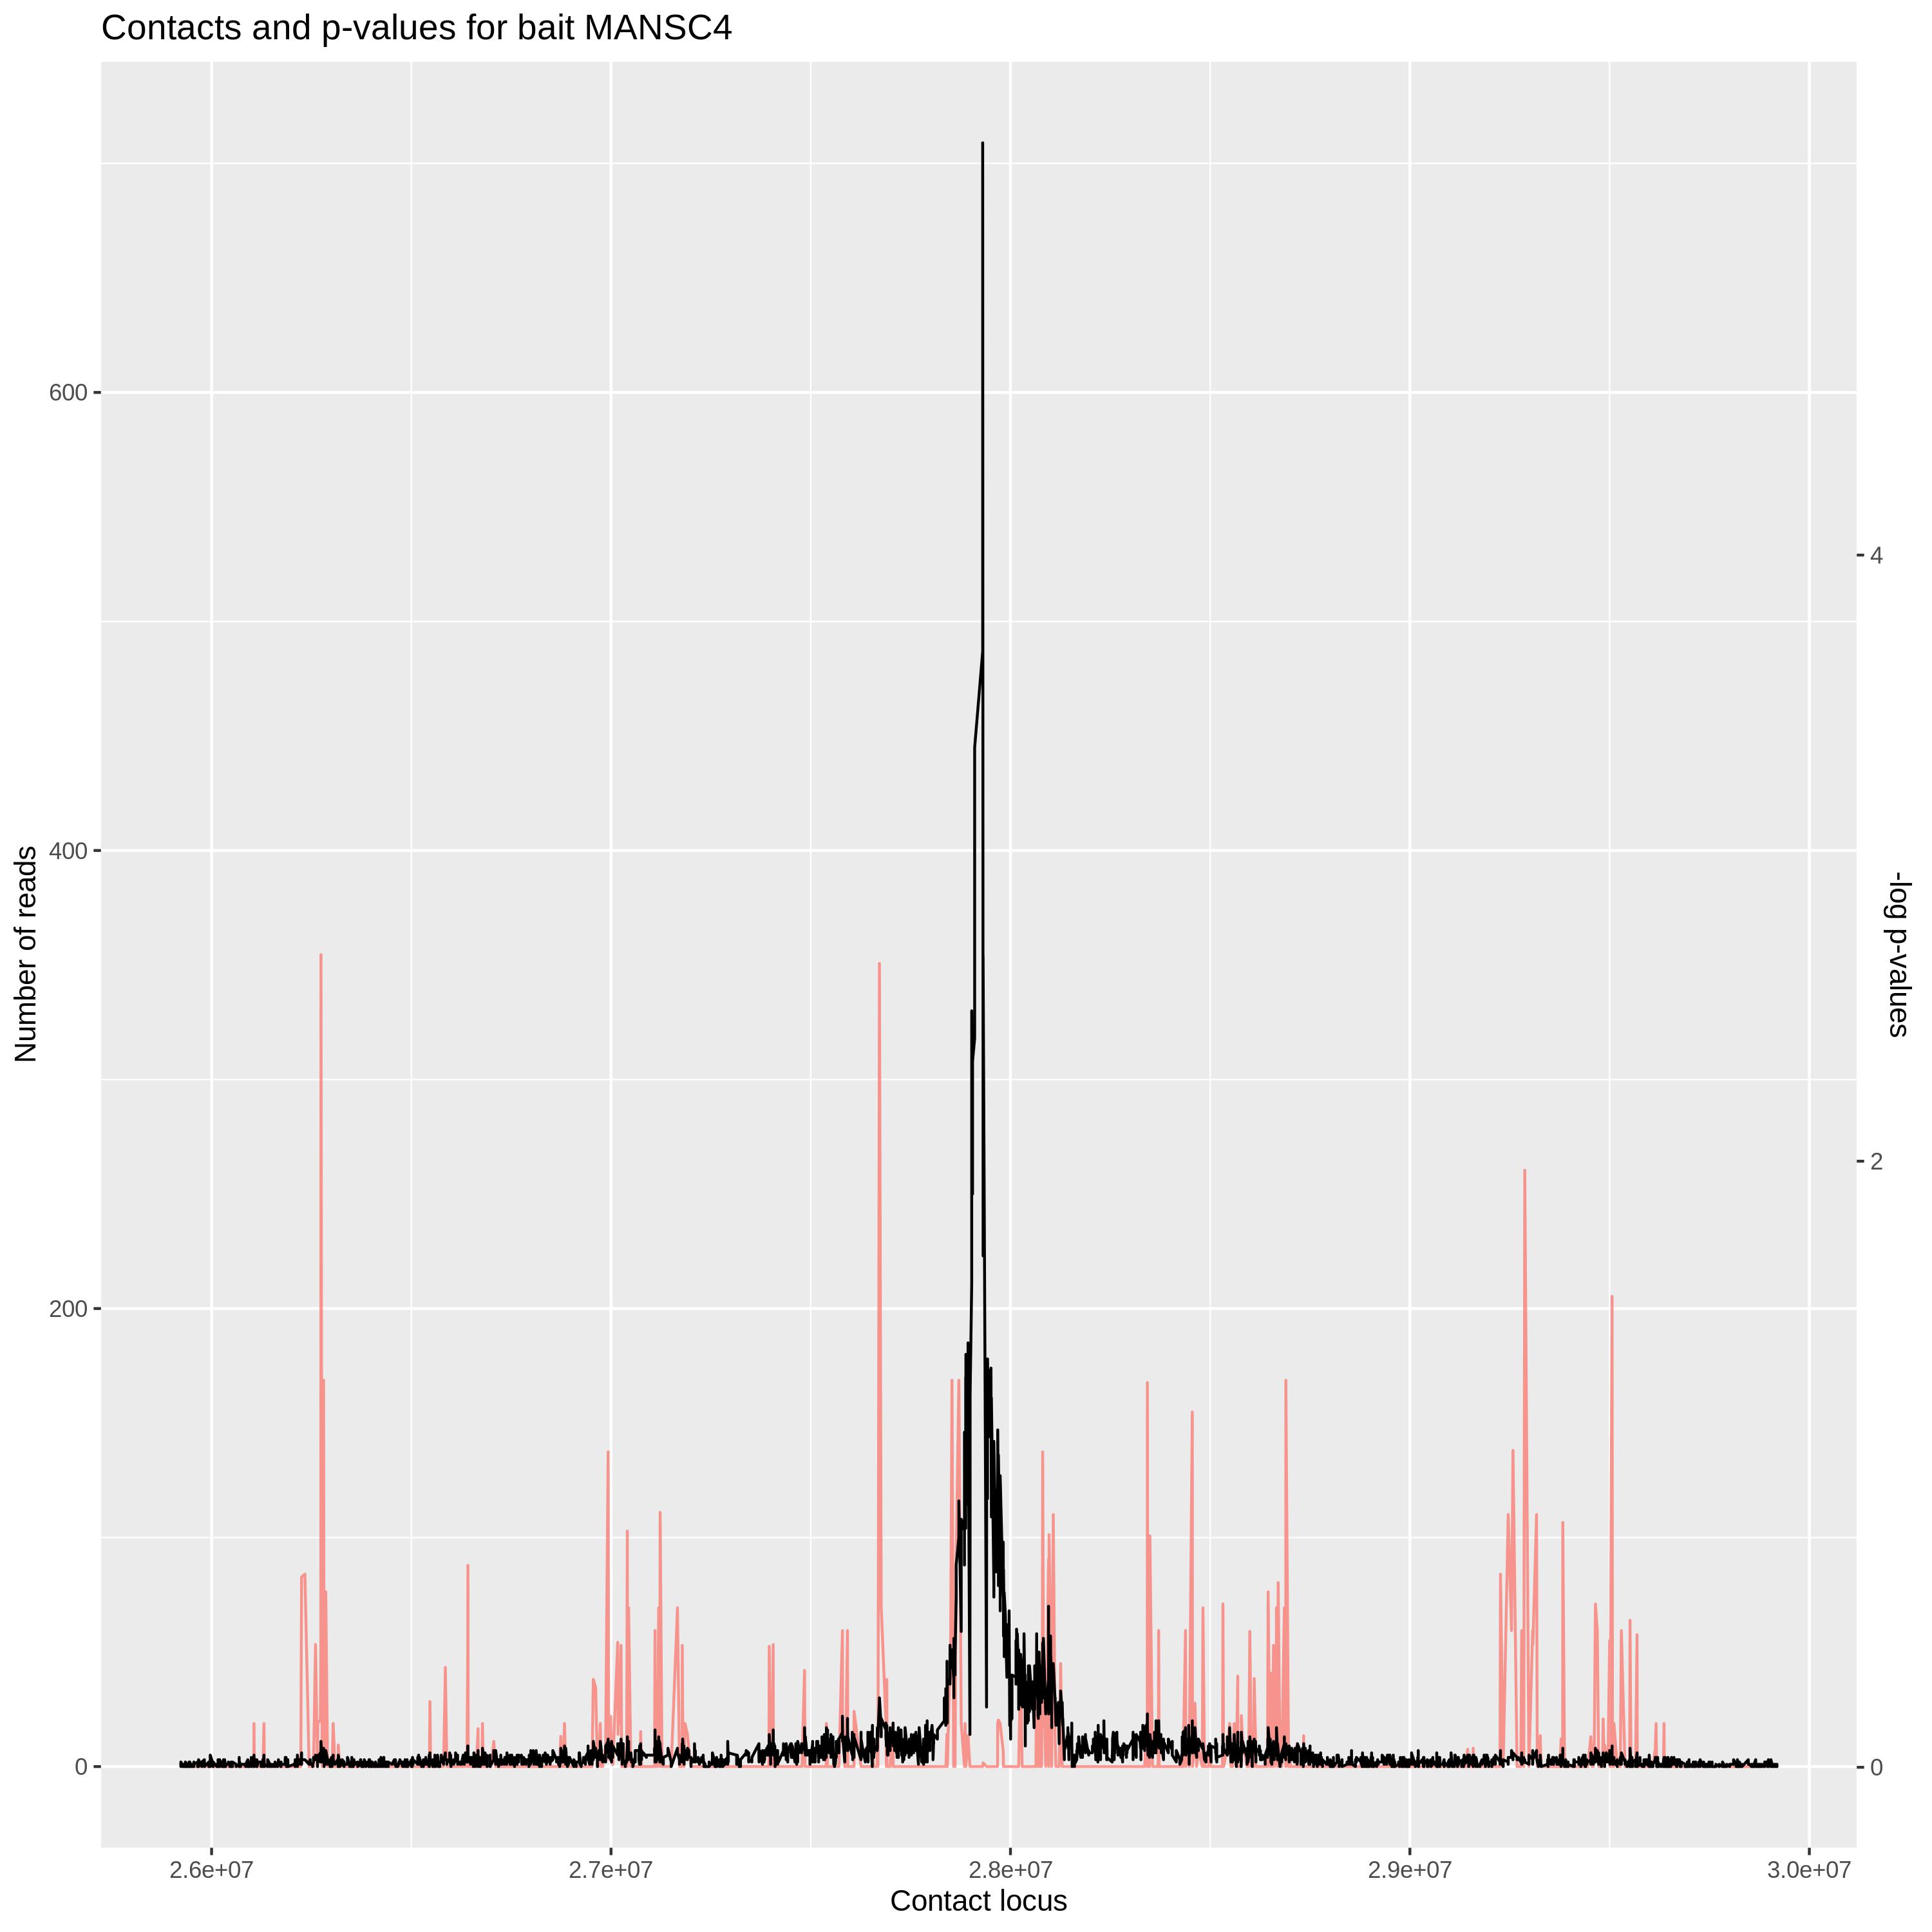 Contacts and p-values for bait MANSC4
600
400
200
0
Number of reads
4
2
0
-log p-values
2.6e+07
2.7e+07
2.8e+07
2.9e+07
3.0e+07
Contact locus